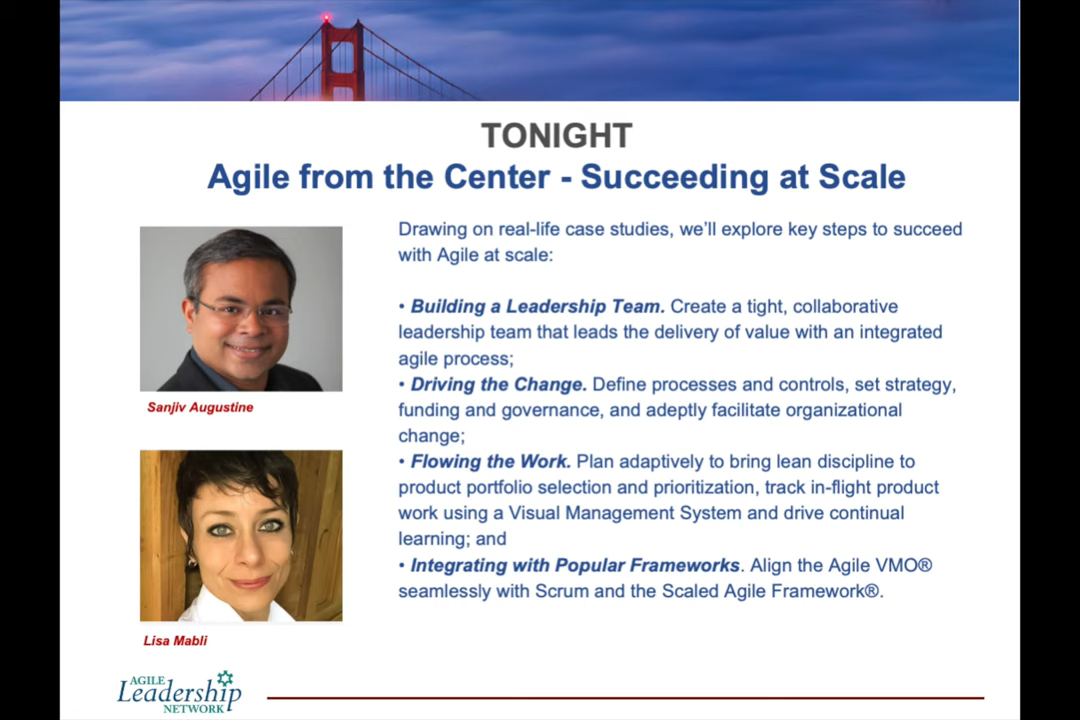 TONIGHT
Agile from the Center - Succeeding at Scale
Drawing on real-life case studies, we'll explore key steps to succeed
with Agile at scale:
• Building a Leadership Team. Create a tight, collaborative
leadership team that leads the delivery of value with an integrated
agile process;
• Driving the Change. Define processes and controls, set strategy,
funding and governance, and adeptly facilitate organizational
change;
• Flowing the Work. Plan adaptively to bring lean discipline to
product portfolio selection and prioritization, track in-flight product
work using a Visual Management System and drive continual
learning; and
• Integrating with Popular Frameworks. Align the Agile VMO®
seamlessly with Scrum and the Scaled Agile Framework®.
Sanjiv Augustine
Lisa Mabli
AGILE
Leadership
NETWORK